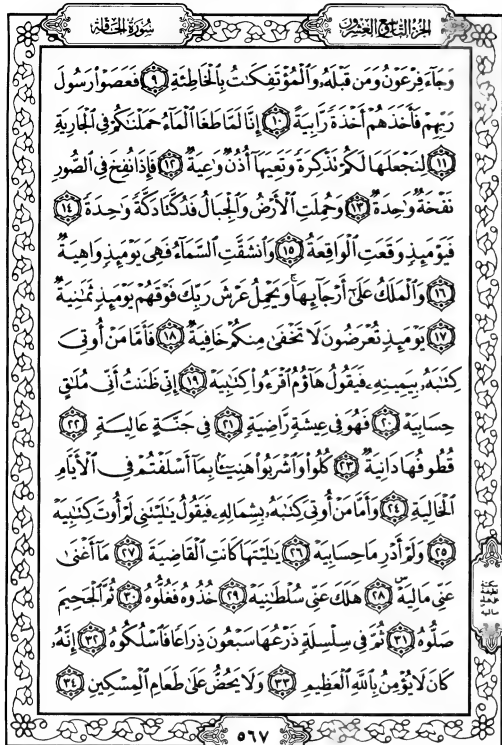 الجزء التاسع والعشرون
سورة الحاقة
وَجَاءَ فِرْعَوْنُ وَمَن قَبْلَهُۥ وَٱلْمُؤْتَفِكَٰتُ بِٱلْخَاطِئَةِ ٩ فَعَصَوْا۟ رَسُولَ
رَبِّهِمْ فَأَخَذَهُمْ أَخْذَةً رَّابِيَةً ١٠ إِنَّا لَمَّا طَغَا ٱلْمَآءُ حَمَلْنَٰكُمْ فِى ٱلْجَارِيَةِ
١١ لِنَجْعَلَهَا لَكُمْ تَذْكِرَةً وَتَعِيَهَآ أُذُنٌ وَٰعِيَةٌ ١٢ فَإِذَا نُفِخَ فِى ٱلصُّورِ
نَفْخَةٌ وَٰحِدَةٌ ١٣ وَحُمِلَتِ ٱلْأَرْضُ وَٱلْجِبَالُ فَدُكَّتَا دَكَّةً وَٰحِدَةً ١٤
فَيَوْمَئِذٍ وَقَعَتِ ٱلْوَاقِعَةُ ١٥ وَٱنشَقَّتِ ٱلسَّمَآءُ فَهِىَ يَوْمَئِذٍ وَاهِيَةٌ
١٦ وَٱلْمَلَكُ عَلَىٰٓ أَرْجَآئِهَا ۚ وَيَحْمِلُ عَرْشَ رَبِّكَ فَوْقَهُمْ يَوْمَئِذٍ ثَمَٰنِيَةٌ
١٧ يَوْمَئِذٍ تُعْرَضُونَ لَا تَخْفَىٰ مِنكُمْ خَافِيَةٌ ١٨ فَأَمَّا مَنْ أُوتِىَ
كِتَٰبَهُۥ بِيَمِينِهِۦ فَيَقُولُ هَآؤُمُ ٱقْرَءُوا۟ كِتَٰبِيَهْ ١٩ إِنِّى ظَنَنتُ أَنِّى مُلَٰقٍ
حِسَابِيَهْ ٢٠ فَهُوَ فِى عِيشَةٍ رَّاضِيَةٍ ٢١ فِى جَنَّةٍ عَالِيَةٍ ٢٢
قُطُوفُهَا دَانِيَةٌ ٢٣ كُلُوا۟ وَٱشْرَبُوا۟ هَنِيٓـًٔۢا بِمَآ أَسْلَفْتُمْ فِى ٱلْأَيَّامِ
ٱلْخَالِيَةِ ٢٤ وَأَمَّا مَنْ أُوتِىَ كِتَٰبَهُۥ بِشِمَالِهِۦ فَيَقُولُ يَٰلَيْتَنِى لَمْ أُوتَ كِتَٰبِيَهْ
٢٥ وَلَمْ أَدْرِ مَا حِسَابِيَهْ ٢٦ يَٰلَيْتَهَا كَانَتِ ٱلْقَاضِيَةَ ٢٧ مَآ أَغْنَىٰ
عَنِّى مَالِيَهْ ۜ ٢٨ هَلَكَ عَنِّى سُلْطَٰنِيَهْ ٢٩ خُذُوهُ فَغُلُّوهُ ٣٠ ثُمَّ ٱلْجَحِيمَ
صَلُّوهُ ٣١ ثُمَّ فِى سِلْسِلَةٍ ذَرْعُهَا سَبْعُونَ ذِرَاعًا فَٱسْلُكُوهُ ٣٢ إِنَّهُۥ
كَانَ لَا يُؤْمِنُ بِٱللَّهِ ٱلْعَظِيمِ ٣٣ وَلَا يَحُضُّ عَلَىٰ طَعَامِ ٱلْمِسْكِينِ ٣٤
٥٦٧